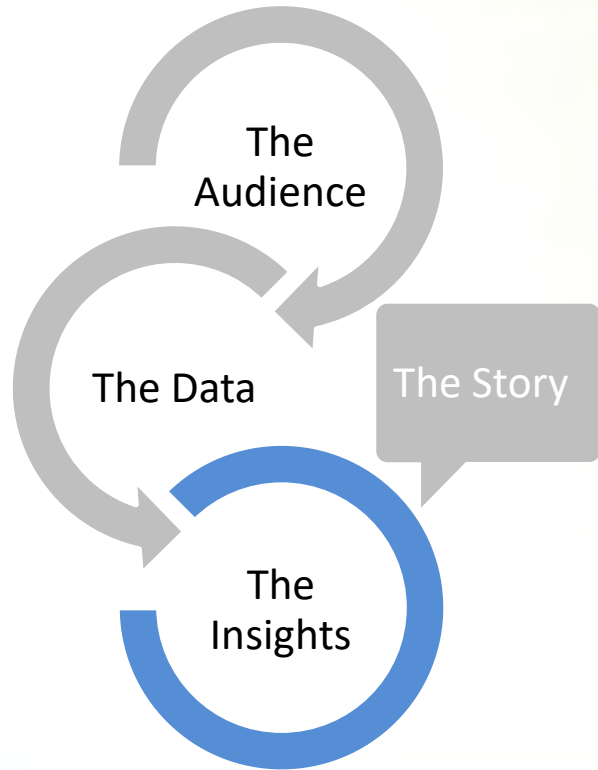 The
Audience
The Data
The Story
The
Insights